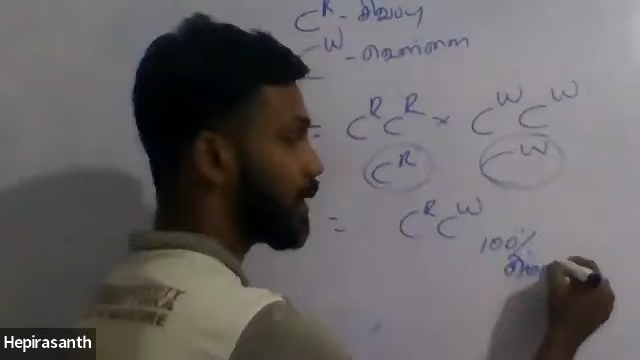 C^R - சிவப்பு
C^W - வெள்ளை
= C^R C^R × C^W C^W
C^R C^W
= C^R C^W
100%
Hepirasanth